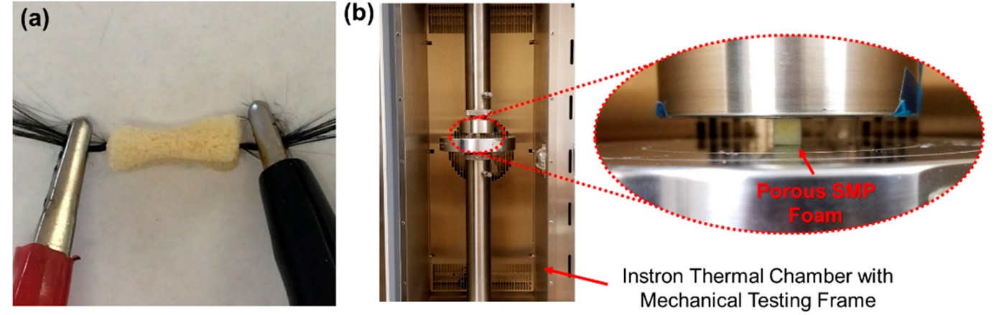 (a)
(b)
Porous SMP
Foam
Instron Thermal Chamber with
Mechanical Testing Frame